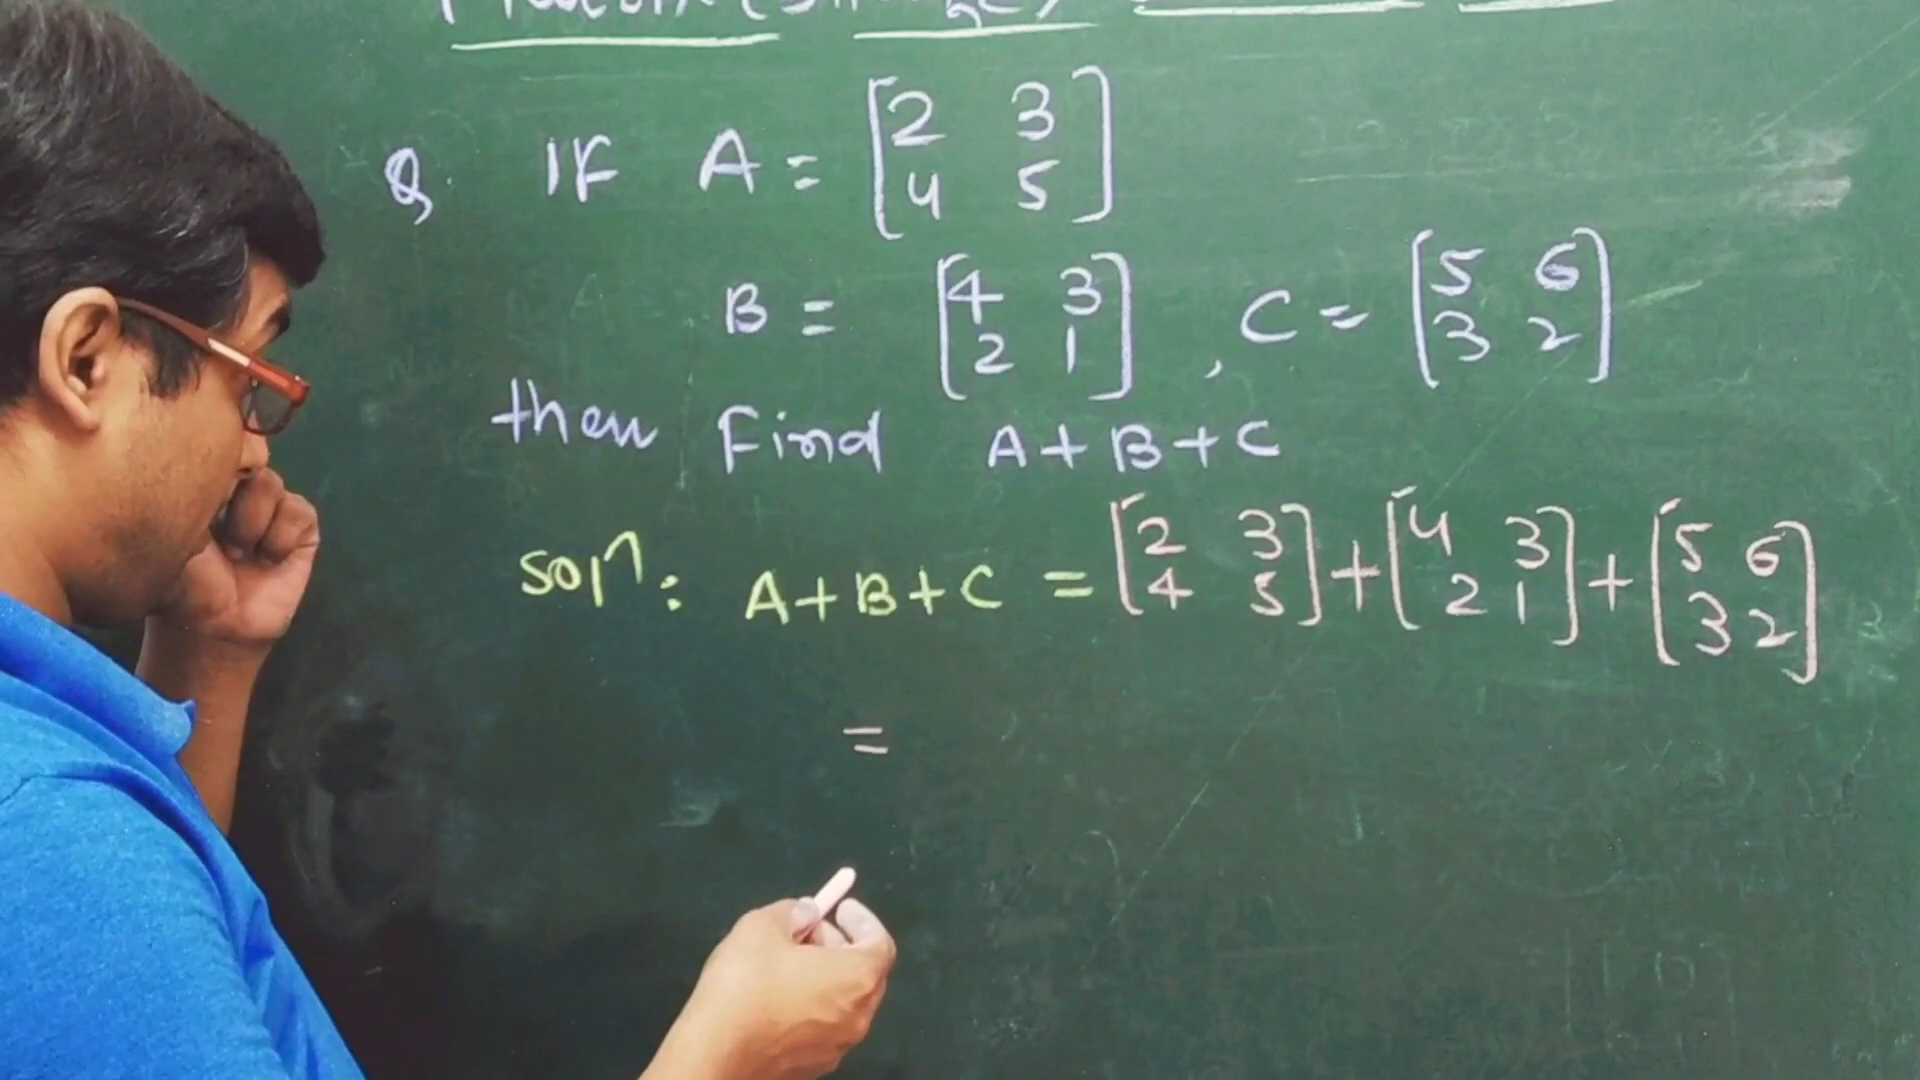 Q. IF A = [2 3
4 5]
B = [4 3
2 1] , C = [5 6
3 2]
then Find A+B+C
Solⁿ: A+B+C = [2 3
4 5] + [4 3
2 1] + [5 6
3 2]
=